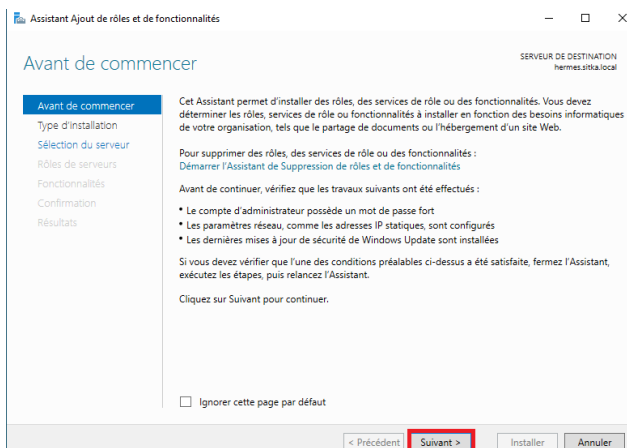 Assistant Ajout de rôles et de fonctionnalités
Avant de commencer
SERVEUR DE DESTINATION
hermes.sitka.local
Avant de commencer
Type d'installation
Sélection du serveur
Rôles de serveurs
Fonctionnalités
Confirmation
Résultats
Cet Assistant permet d'installer des rôles, des services de rôle ou des fonctionnalités. Vous devez
déterminer les rôles, services de rôle ou fonctionnalités à installer en fonction des besoins informatiques
de votre organisation, tels que le partage de documents ou l'hébergement d'un site Web.
Pour supprimer des rôles, des services de rôle ou des fonctionnalités :
Démarrer l'Assistant de Suppression de rôles et de fonctionnalités
Avant de continuer, vérifiez que les travaux suivants ont été effectués :
• Le compte d'administrateur possède un mot de passe fort
• Les paramètres réseau, comme les adresses IP statiques, sont configurés
• Les dernières mises à jour de sécurité de Windows Update sont installées
Si vous devez vérifier que l'une des conditions préalables ci-dessus a été satisfaite, fermez l'Assistant,
exécutez les étapes, puis relancez l'Assistant.
Cliquez sur Suivant pour continuer.
Ignorer cette page par défaut
< Précédent
Suivant >
Installer
Annuler